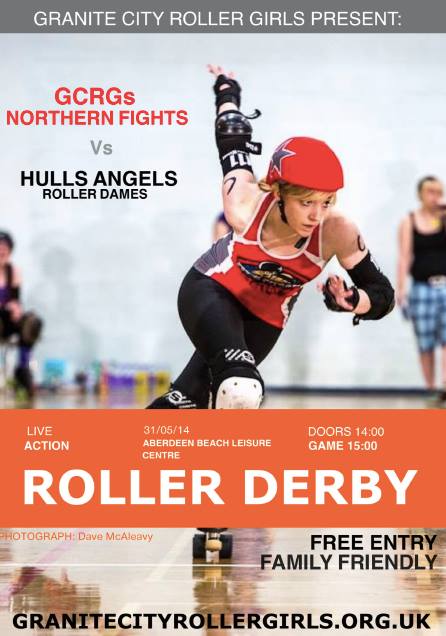 GRANITE CITY ROLLER GIRLS PRESENT:
GCRGs
NORTHERN FIGHTS
Vs
HULLS ANGELS
ROLLER DAMES
LIVE
ACTION
31/05/14
ABERDEEN BEACH LEISURE
CENTRE
DOORS 14:00
GAME 15:00
ROLLER DERBY
PHOTOGRAPH: Dave McAleavy
FREE ENTRY
FAMILY FRIENDLY
GRANITECITYROLLERGIRLS.ORG.UK